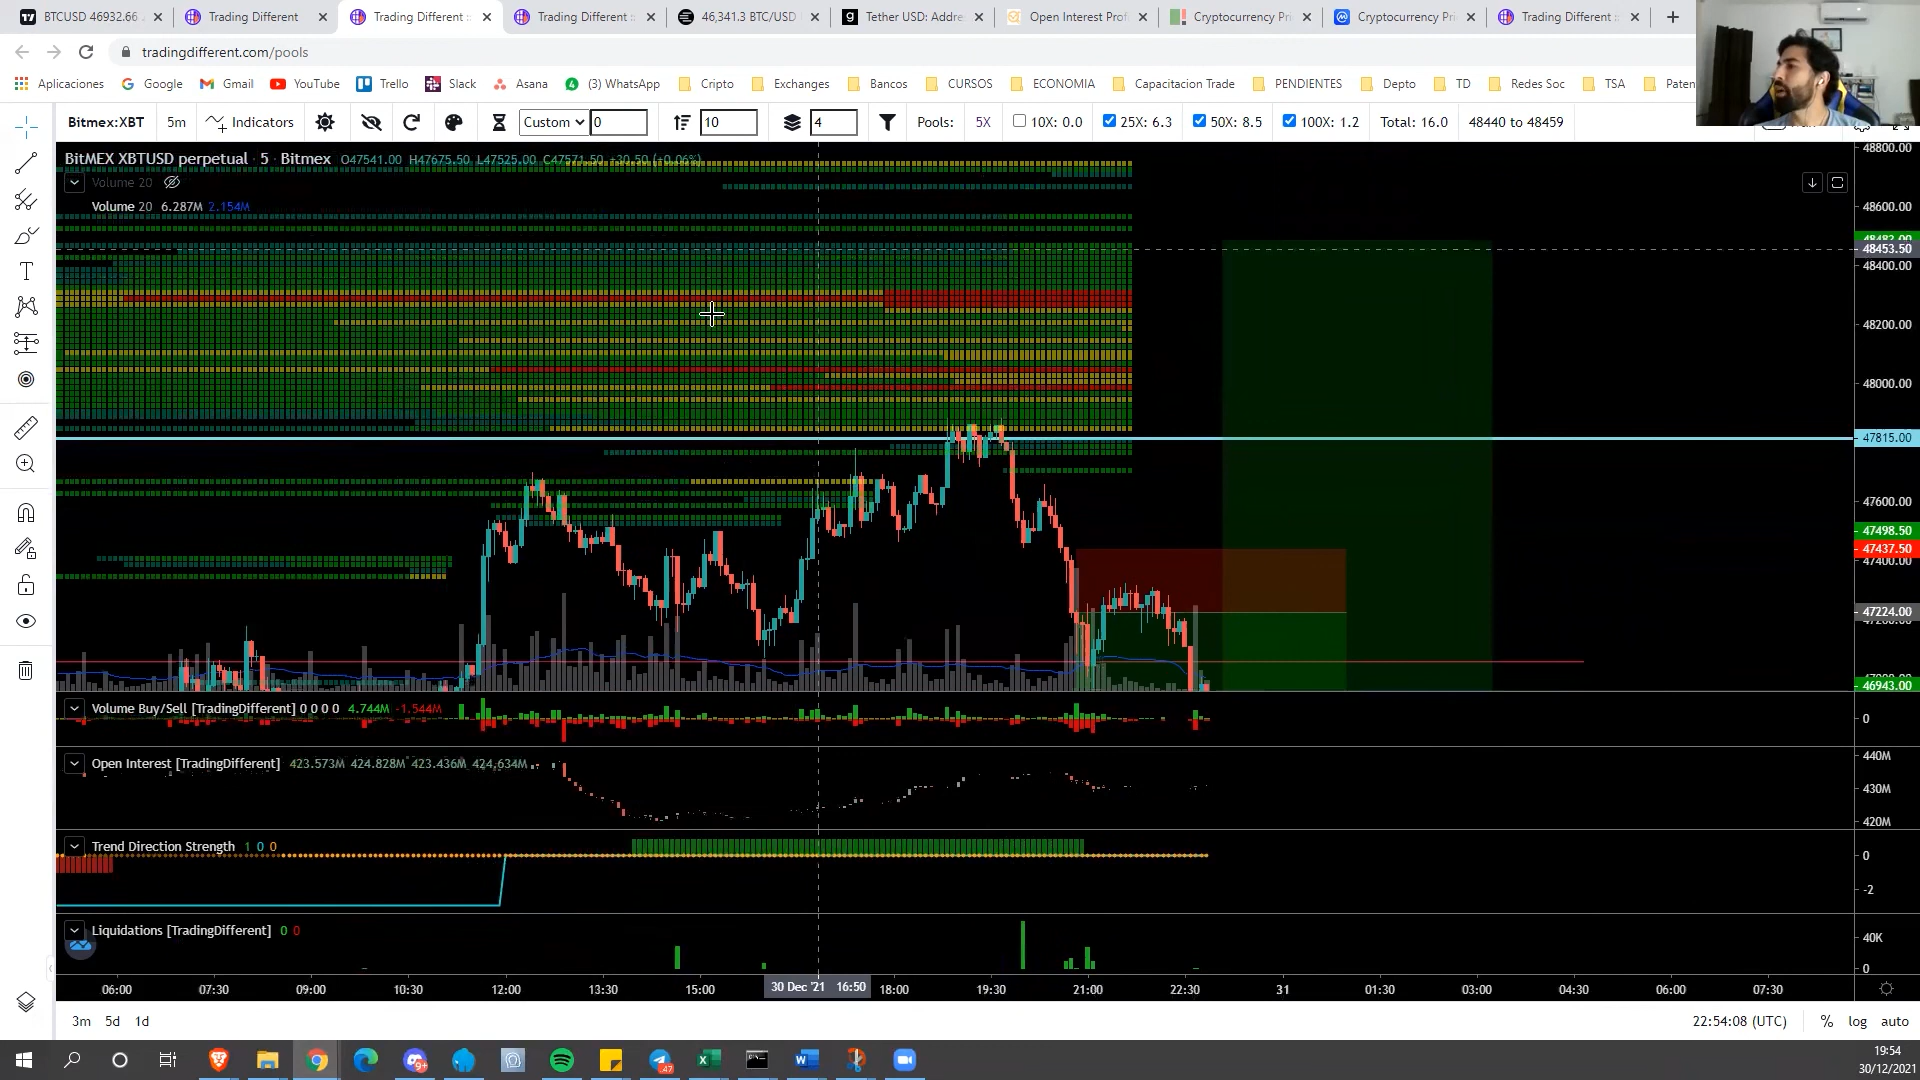 BTCUSD 46932.66
Trading Different
Trading Different :
Trading Different :
46,341.3 BTC/USD
Tether USD: Addre
Open Interest Prof
Cryptocurrency Pri
Cryptocurrency Pri
Trading Different :
tradingdifferent.com/pools
Aplicaciones
Google
Gmail
YouTube
Trello
Slack
Asana
(3) WhatsApp
Cripto
Exchanges
Bancos
CURSOS
ECONOMIA
Capacitacion Trade
PENDIENTES
Depto
TD
Redes Soc
TSA
Paten
Bitmex:XBT
5m
Indicators
Custom
0
10
4
Pools:
5X
10X: 0.0
25X: 6.3
50X: 8.5
100X: 1.2
Total: 16.0
48440 to 48459
BitMEX XBTUSD perpetual · 5 · Bitmex O47541.00 H47675.50 L47525.00 C47571.50 +30.50 (+0.06%)
Volume 20
Volume 20 6.287M 2.154M
48800.00
48600.00
48453.50
48400.00
48200.00
48000.00
47815.00
47600.00
47498.50
47437.50
47400.00
47224.00
46943.00
Volume Buy/Sell [TradingDifferent] 0 0 0 0 4.744M -1.544M
0
Open Interest [TradingDifferent] 423.573M 424.828M 423.436M 424.634M
440M
430M
420M
Trend Direction Strength 1 0 0
0
-2
Liquidations [TradingDifferent] 0 0
40K
0
06:00
07:30
09:00
10:30
12:00
13:30
15:00
30 Dec '21 16:50
18:00
19:30
21:00
22:30
31
01:30
03:00
04:30
06:00
07:30
3m
5d
1d
22:54:08 (UTC)
%
log
auto
19:54
30/12/2021